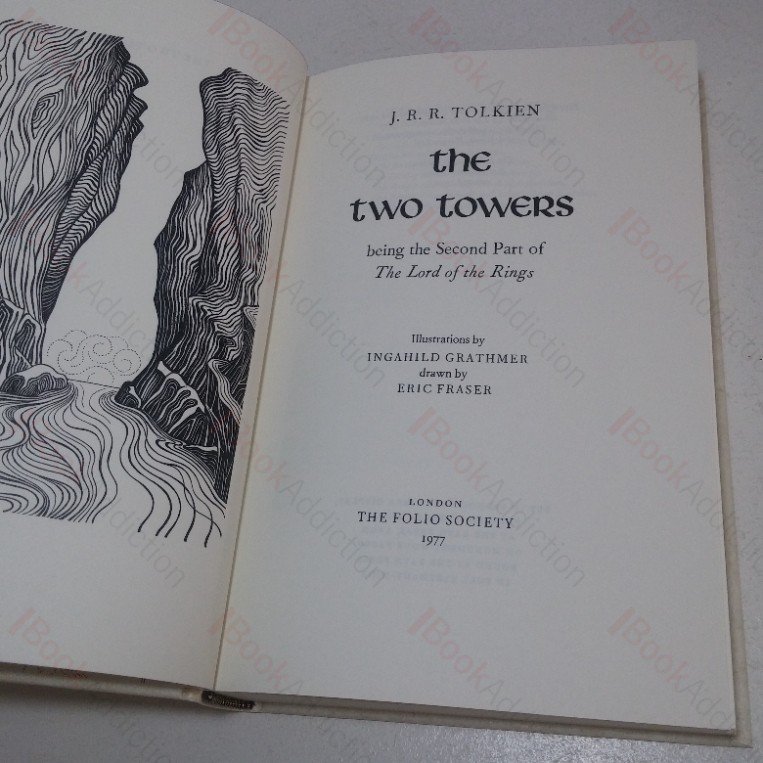 J. R. R. TOLKIEN
the
two towers
being the Second Part of
The Lord of the Rings
Illustrations by
INGAHILD GRATHMER
drawn by
ERIC FRASER
LONDON
THE FOLIO SOCIETY
1977
BookAddiction